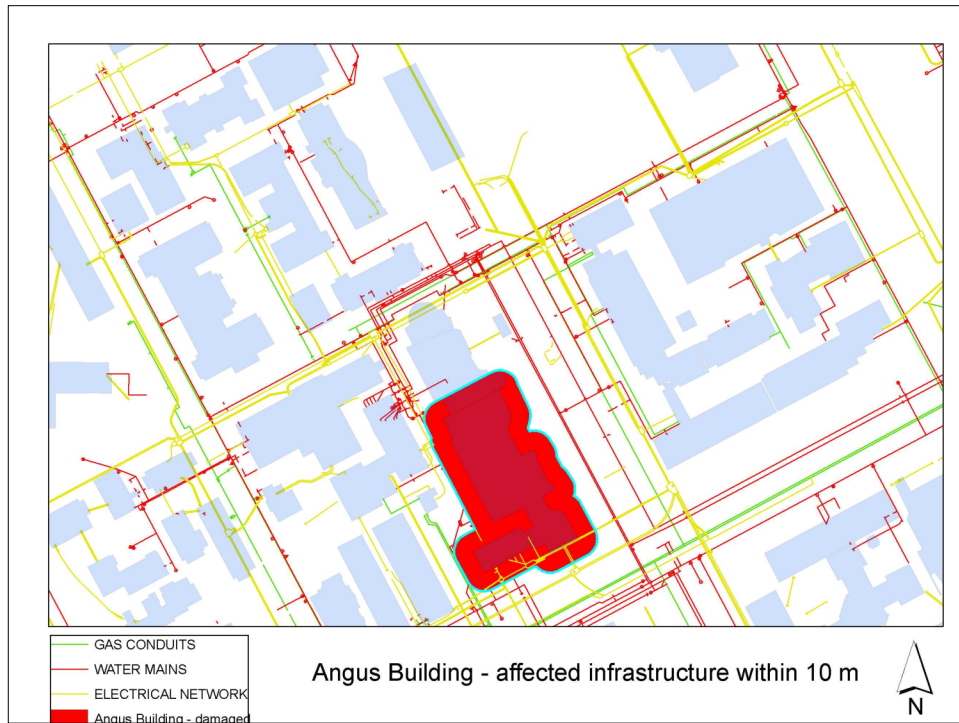 GAS CONDUITS
WATER MAINS
ELECTRICAL NETWORK
Angus Building - damaged
Angus Building - affected infrastructure within 10 m
N